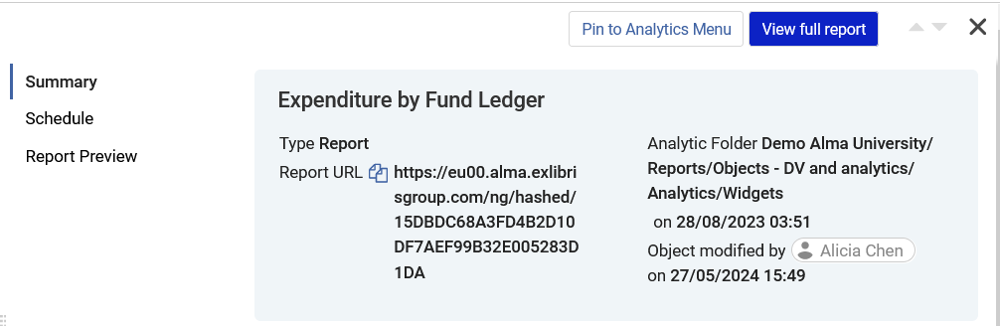 Pin to Analytics Menu
View full report
Summary
Schedule
Report Preview
Expenditure by Fund Ledger
Type Report
Report URL https://eu00.alma.exlibri
sgroup.com/ng/hashed/
15DBDC68A3FD4B2D10
DF7AEF99B32E005283D
1DA
Analytic Folder Demo Alma University/
Reports/Objects - DV and analytics/
Analytics/Widgets
on 28/08/2023 03:51
Object modified by Alicia Chen
on 27/05/2024 15:49